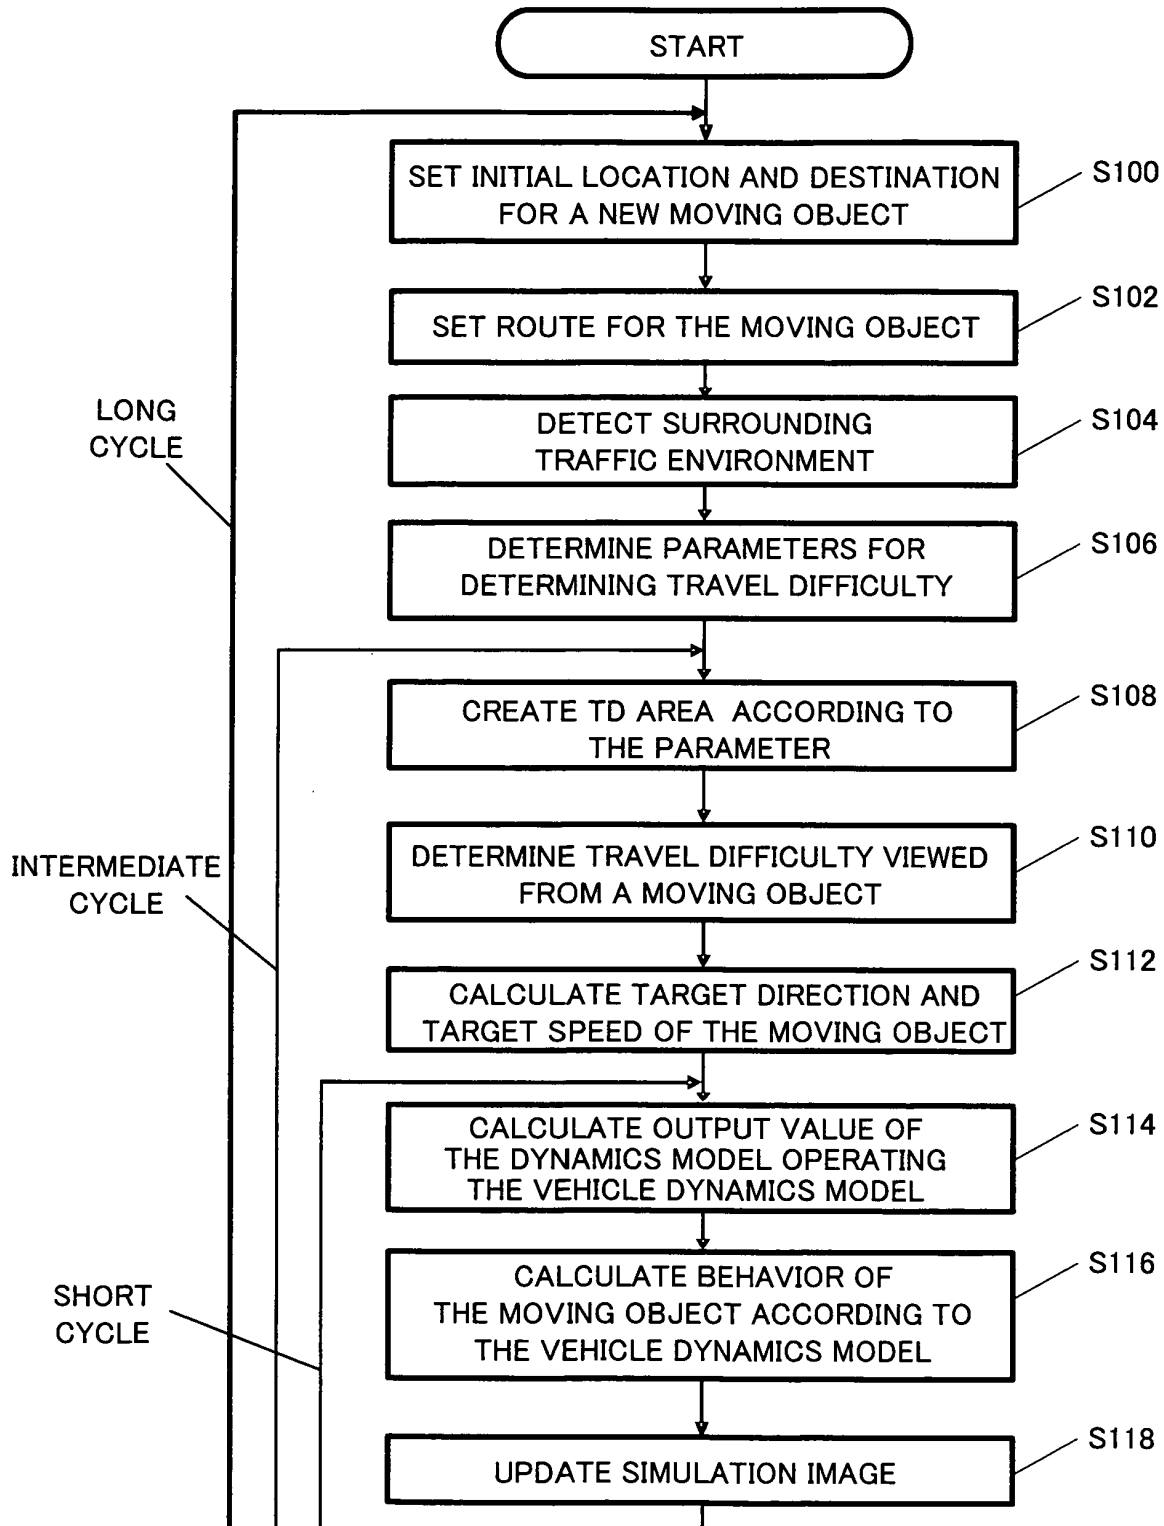 START
SET INITIAL LOCATION AND DESTINATION
FOR A NEW MOVING OBJECT
S100
SET ROUTE FOR THE MOVING OBJECT
S102
LONG
CYCLE
DETECT SURROUNDING
TRAFFIC ENVIRONMENT
S104
DETERMINE PARAMETERS FOR
DETERMINING TRAVEL DIFFICULTY
S106
CREATE TD AREA ACCORDING TO
THE PARAMETER
S108
INTERMEDIATE
CYCLE
DETERMINE TRAVEL DIFFICULTY VIEWED
FROM A MOVING OBJECT
S110
CALCULATE TARGET DIRECTION AND
TARGET SPEED OF THE MOVING OBJECT
S112
CALCULATE OUTPUT VALUE OF
THE DYNAMICS MODEL OPERATING
THE VEHICLE DYNAMICS MODEL
S114
SHORT
CYCLE
CALCULATE BEHAVIOR OF
THE MOVING OBJECT ACCORDING TO
THE VEHICLE DYNAMICS MODEL
S116
UPDATE SIMULATION IMAGE
S118